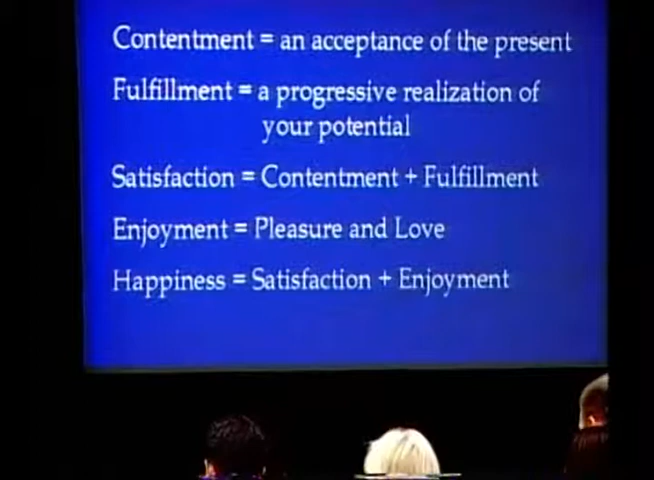 Contentment = an acceptance of the present
Fulfillment = a progressive realization of
your potential
Satisfaction = Contentment + Fulfillment
Enjoyment = Pleasure and Love
Happiness = Satisfaction + Enjoyment